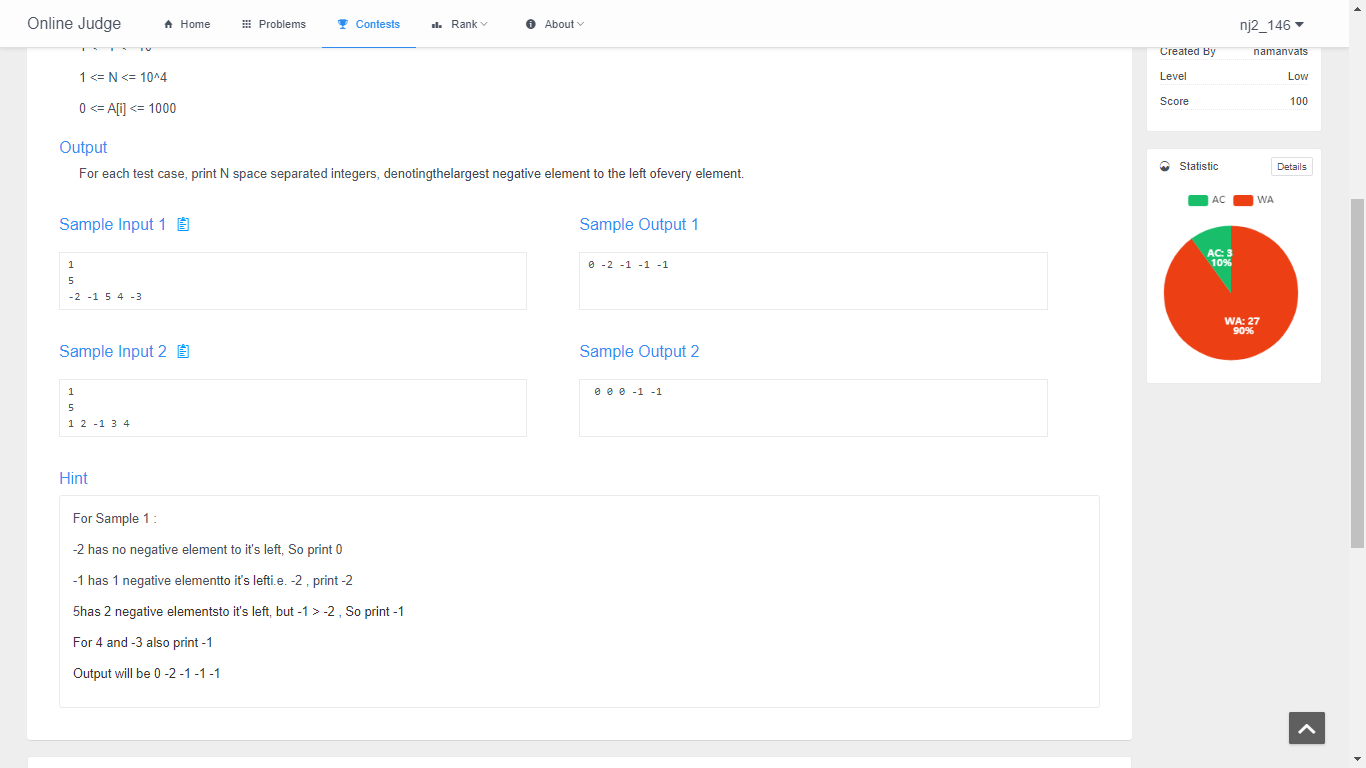 Online Judge Home Problems Contests Rank About nj2_146
1 <= N <= 10^4
0 <= A[i] <= 1000
Output
For each test case, print N space separated integers, denotingthelargest negative element to the left ofevery element.
Sample Input 1
Sample Output 1
1
5
-2 -1 5 4 -3
0 -2 -1 -1 -1
Sample Input 2
Sample Output 2
1
5
1 2 -1 3 4
0 0 0 -1 -1
Hint
For Sample 1 :
-2 has no negative element to it's left, So print 0
-1 has 1 negative elementto it's lefti.e. -2 , print -2
5has 2 negative elementsto it's left, but -1 > -2 , So print -1
For 4 and -3 also print -1
Output will be 0 -2 -1 -1 -1
Created By namanvats
Level Low
Score 100
Statistic Details
AC WA
AC: 3
10%
WA: 27
90%